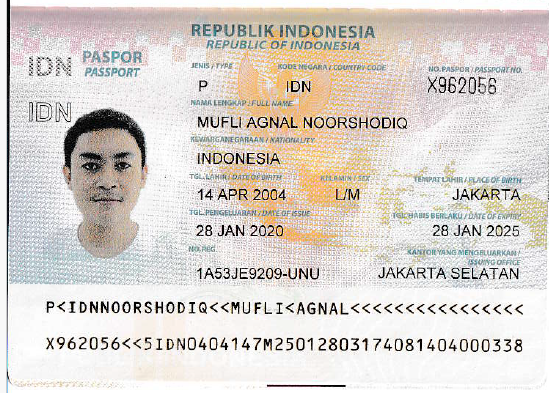 REPUBLIK INDONESIA
REPUBLIC OF INDONESIA
IDN PASPOR
PASSPORT
JENIS / TYPE KODE NEGARA / COUNTRY CODE NO. PASPOR / PASSPORT NO.
P IDN X962056
IDN
NAMA LENGKAP / FULL NAME
MUFLI AGNAL NOORSHODIQ
KEWARGANEGARAAN / NATIONALITY
INDONESIA
TGL. LAHIR / DATE OF BIRTH KELAMIN / SEX TEMPAT LAHIR / PLACE OF BIRTH
14 APR 2004 L/M JAKARTA
TGL. PENGELUARAN / DATE OF ISSUE TGL. HABIS BERLAKU / DATE OF EXPIRY
28 JAN 2020 28 JAN 2025
NO. REG KANTOR YANG MENGELUARKAN /
ISSUING OFFICE
1A53JE9209-UNU JAKARTA SELATAN
P<IDNNOORSHODIQ<<MUFLI<AGNAL<<<<<<<<<<<<<<<<
X962056<<5IDN0404147M25012803174081404000338